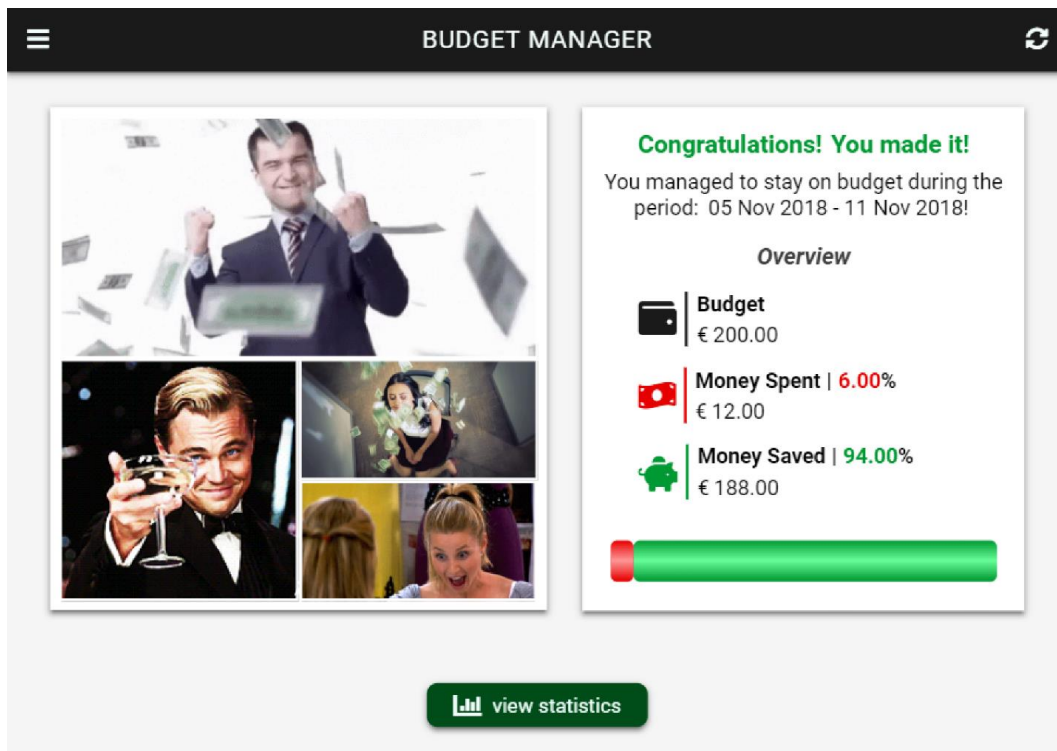 BUDGET MANAGER
Congratulations! You made it!
You managed to stay on budget during the
period: 05 Nov 2018 - 11 Nov 2018!
Overview
Budget
€ 200.00
Money Spent | 6.00%
€ 12.00
Money Saved | 94.00%
€ 188.00
view statistics